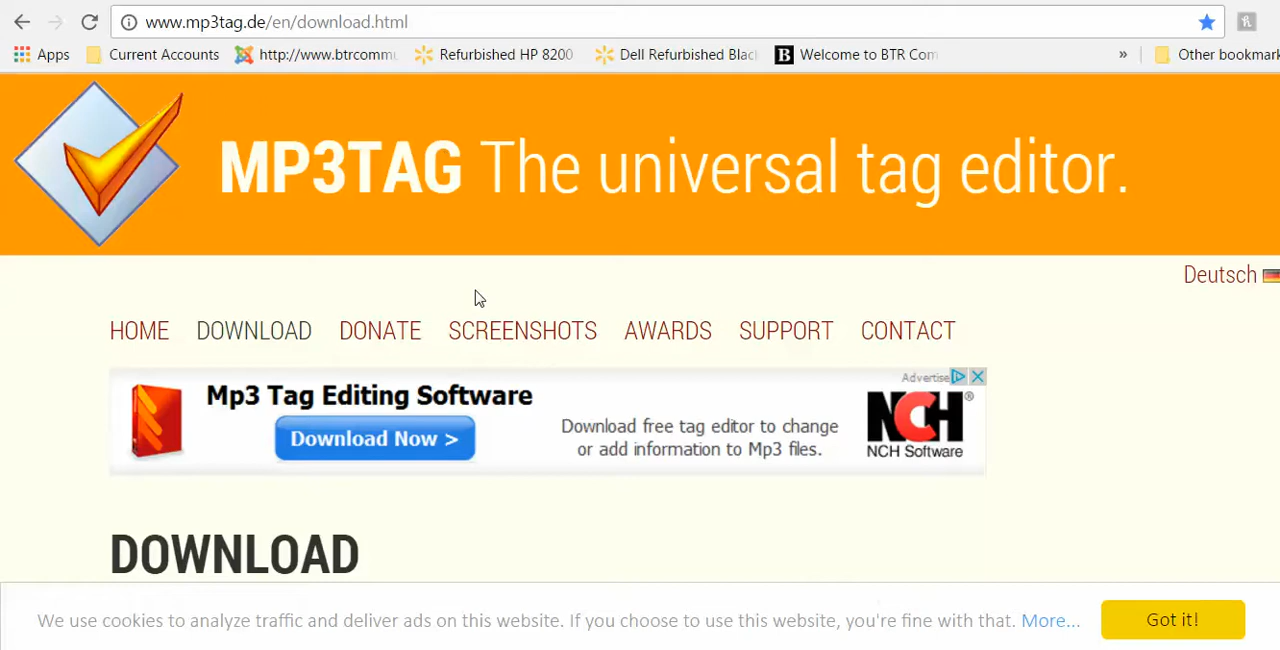 www.mp3tag.de/en/download.html
Apps Current Accounts http://www.btrcommu Refurbished HP 8200 Dell Refurbished Blac B Welcome to BTR Com » Other bookmark
MP3TAG The universal tag editor.
Deutsch
HOME DOWNLOAD DONATE SCREENSHOTS AWARDS SUPPORT CONTACT
Advertise
Mp3 Tag Editing Software
Download Now >
Download free tag editor to change
or add information to Mp3 files.
NCH®
NCH Software
DOWNLOAD
We use cookies to analyze traffic and deliver ads on this website. If you choose to use this website, you're fine with that. More... Got it!